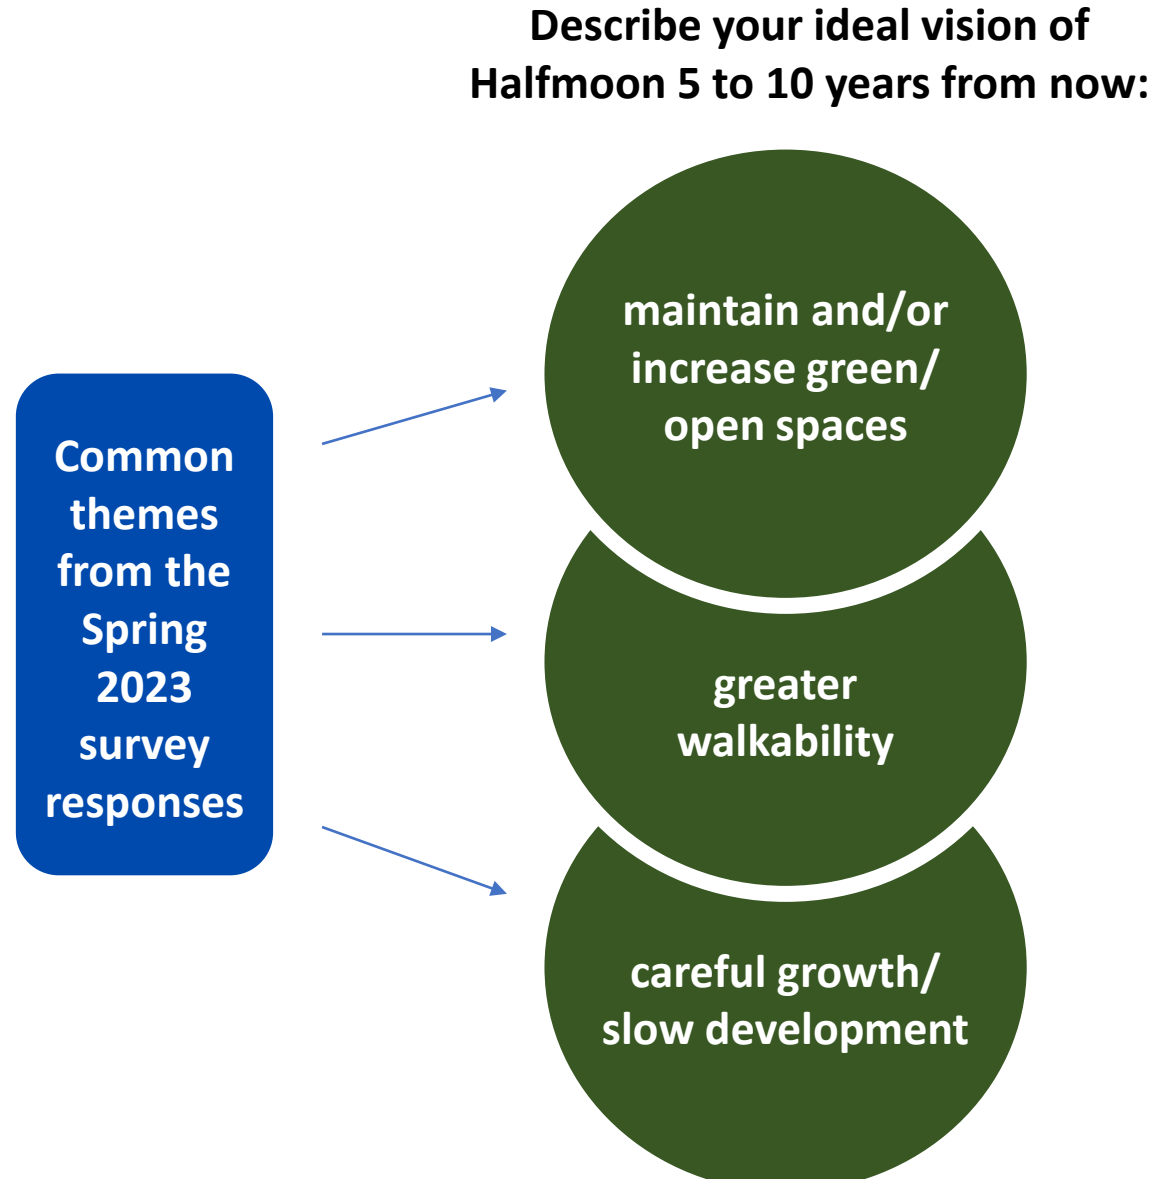 Describe your ideal vision of
Halfmoon 5 to 10 years from now:
Common
themes
from the
Spring
2023
survey
responses
maintain and/or
increase green/
open spaces
greater
walkability
careful growth/
slow development